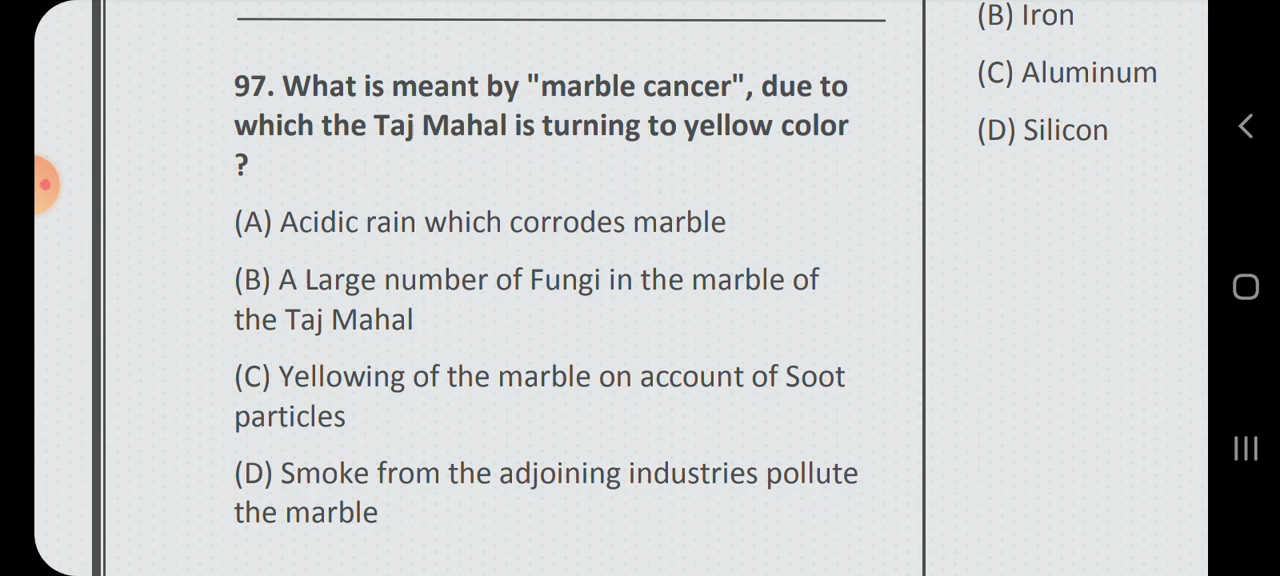 97. What is meant by "marble cancer", due to
which the Taj Mahal is turning to yellow color
?
(A) Acidic rain which corrodes marble
(B) A Large number of Fungi in the marble of
the Taj Mahal
(C) Yellowing of the marble on account of Soot
particles
(D) Smoke from the adjoining industries pollute
the marble
(B) Iron
(C) Aluminum
(D) Silicon